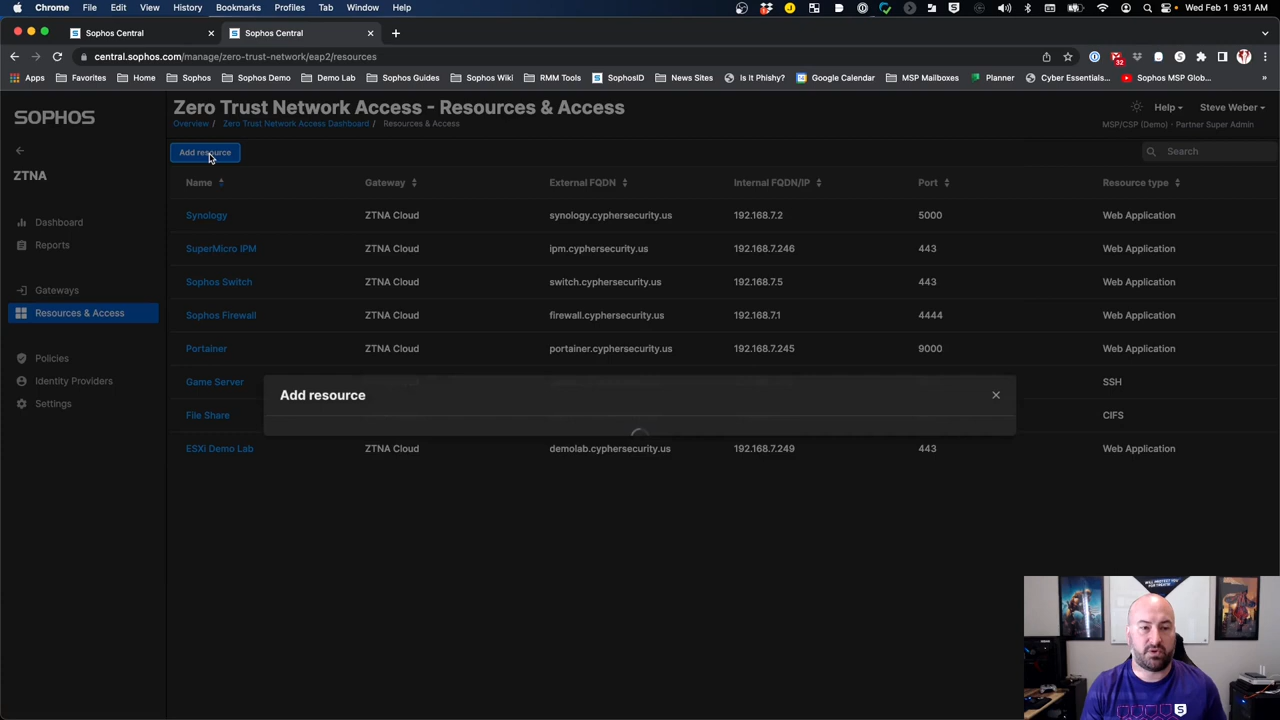 Chrome File Edit View History Bookmarks Profiles Tab Window Help Wed Feb 1 9:31 AM
Sophos Central Sophos Central
central.sophos.com/manage/zero-trust-network/eap2/resources 32
Apps Favorites Home Sophos Sophos Demo Demo Lab Sophos Guides Sophos Wiki RMM Tools SophosID News Sites Is It Phishy? Google Calendar MSP Mailboxes Planner Cyber Essentials... Sophos MSP Glob... »
SOPHOS
ZTNA
Dashboard
Reports
Gateways
Resources & Access
Policies
Identity Providers
Settings
Zero Trust Network Access - Resources & Access
Help Steve Weber
Overview / Zero Trust Network Access Dashboard / Resources & Access
MSP/CSP (Demo) - Partner Super Admin
Add resource Search
Name Gateway External FQDN Internal FQDN/IP Port Resource type
Synology ZTNA Cloud synology.cyphersecurity.us 192.168.7.2 5000 Web Application
SuperMicro IPM ZTNA Cloud ipm.cyphersecurity.us 192.168.7.246 443 Web Application
Sophos Switch ZTNA Cloud switch.cyphersecurity.us 192.168.7.5 443 Web Application
Sophos Firewall ZTNA Cloud firewall.cyphersecurity.us 192.168.7.1 4444 Web Application
Portainer ZTNA Cloud portainer.cyphersecurity.us 192.168.7.245 9000 Web Application
Game Server SSH
Add resource
File Share CIFS
ESXI Demo Lab ZTNA Cloud demolab.cyphersecurity.us 192.168.7.249 443 Web Application